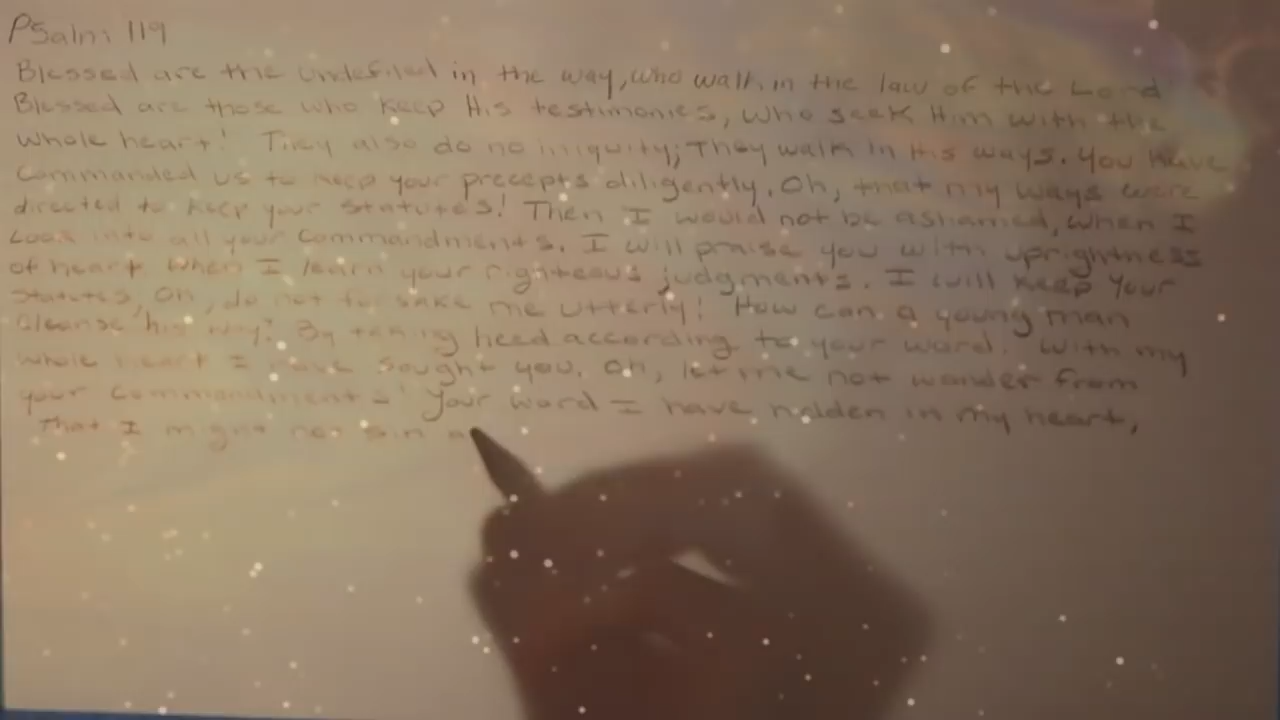 Psalm 119
Blessed are the undefiled in the way, who walk in the law of the Lord
Blessed are those who keep His testimonies, who seek Him with the
whole heart! They also do no iniquity; They walk in His ways. You have
Commanded us to keep your precepts diligently. Oh, that my ways were
directed to keep your statutes! Then I would not be ashamed, when I
Look into all your Commandments. I will praise you with uprightness
of heart when I learn your righteous judgments. I will keep Your
Statutes, Oh, do not forsake me utterly! How can a young man
Cleanse his way? By taking heed according to your word. With my
whole heart I have sought you. Oh, let me not wander from
your Commandments! Your word I have hidden in my heart,
That I might not sin a